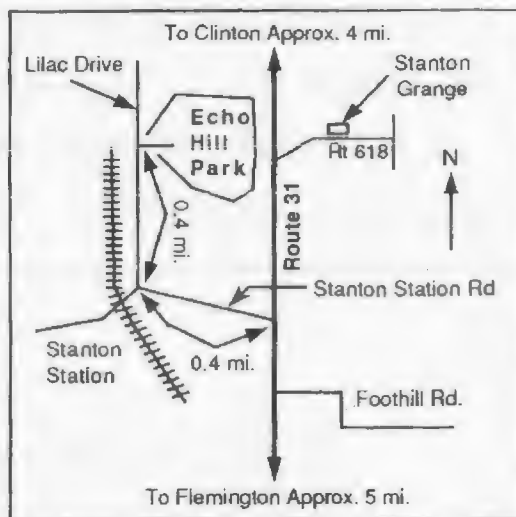 To Clinton Approx. 4 mi.
Lilac Drive
Stanton
Grange
Echo
Hill
Park
Rt 618
N
0.4 mi.
Route 31
Stanton Station Rd
Stanton
Station
0.4 mi.
Foothill Rd.
To Flemington Approx. 5 mi.